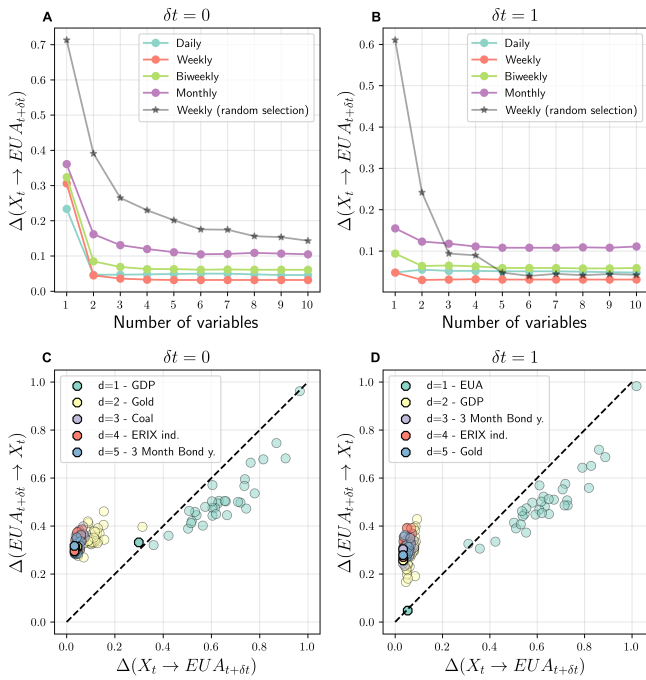 A
δt = 0
Δ(X_t → EUA_{t+δt})
0.7
0.6
0.5
0.4
0.3
0.2
0.1
0.0
Daily
Weekly
Biweekly
Monthly
Weekly (random selection)
1 2 3 4 5 6 7 8 9 10
Number of variables
B
δt = 1
Δ(X_t → EUA_{t+δt})
0.6
0.5
0.4
0.3
0.2
0.1
Daily
Weekly
Biweekly
Monthly
Weekly (random selection)
1 2 3 4 5 6 7 8 9 10
Number of variables
C
δt = 0
Δ(EUA_{t+δt} → X_t)
1.0
0.8
0.6
0.4
0.2
0.0
d=1 - GDP
d=2 - Gold
d=3 - Coal
d=4 - ERIX ind.
d=5 - 3 Month Bond y.
0.0 0.2 0.4 0.6 0.8 1.0
Δ(X_t → EUA_{t+δt})
D
δt = 1
Δ(EUA_{t+δt} → X_t)
1.0
0.8
0.6
0.4
0.2
0.0
d=1 - EUA
d=2 - GDP
d=3 - 3 Month Bond y.
d=4 - ERIX ind.
d=5 - Gold
0.0 0.2 0.4 0.6 0.8 1.0
Δ(X_t → EUA_{t+δt})